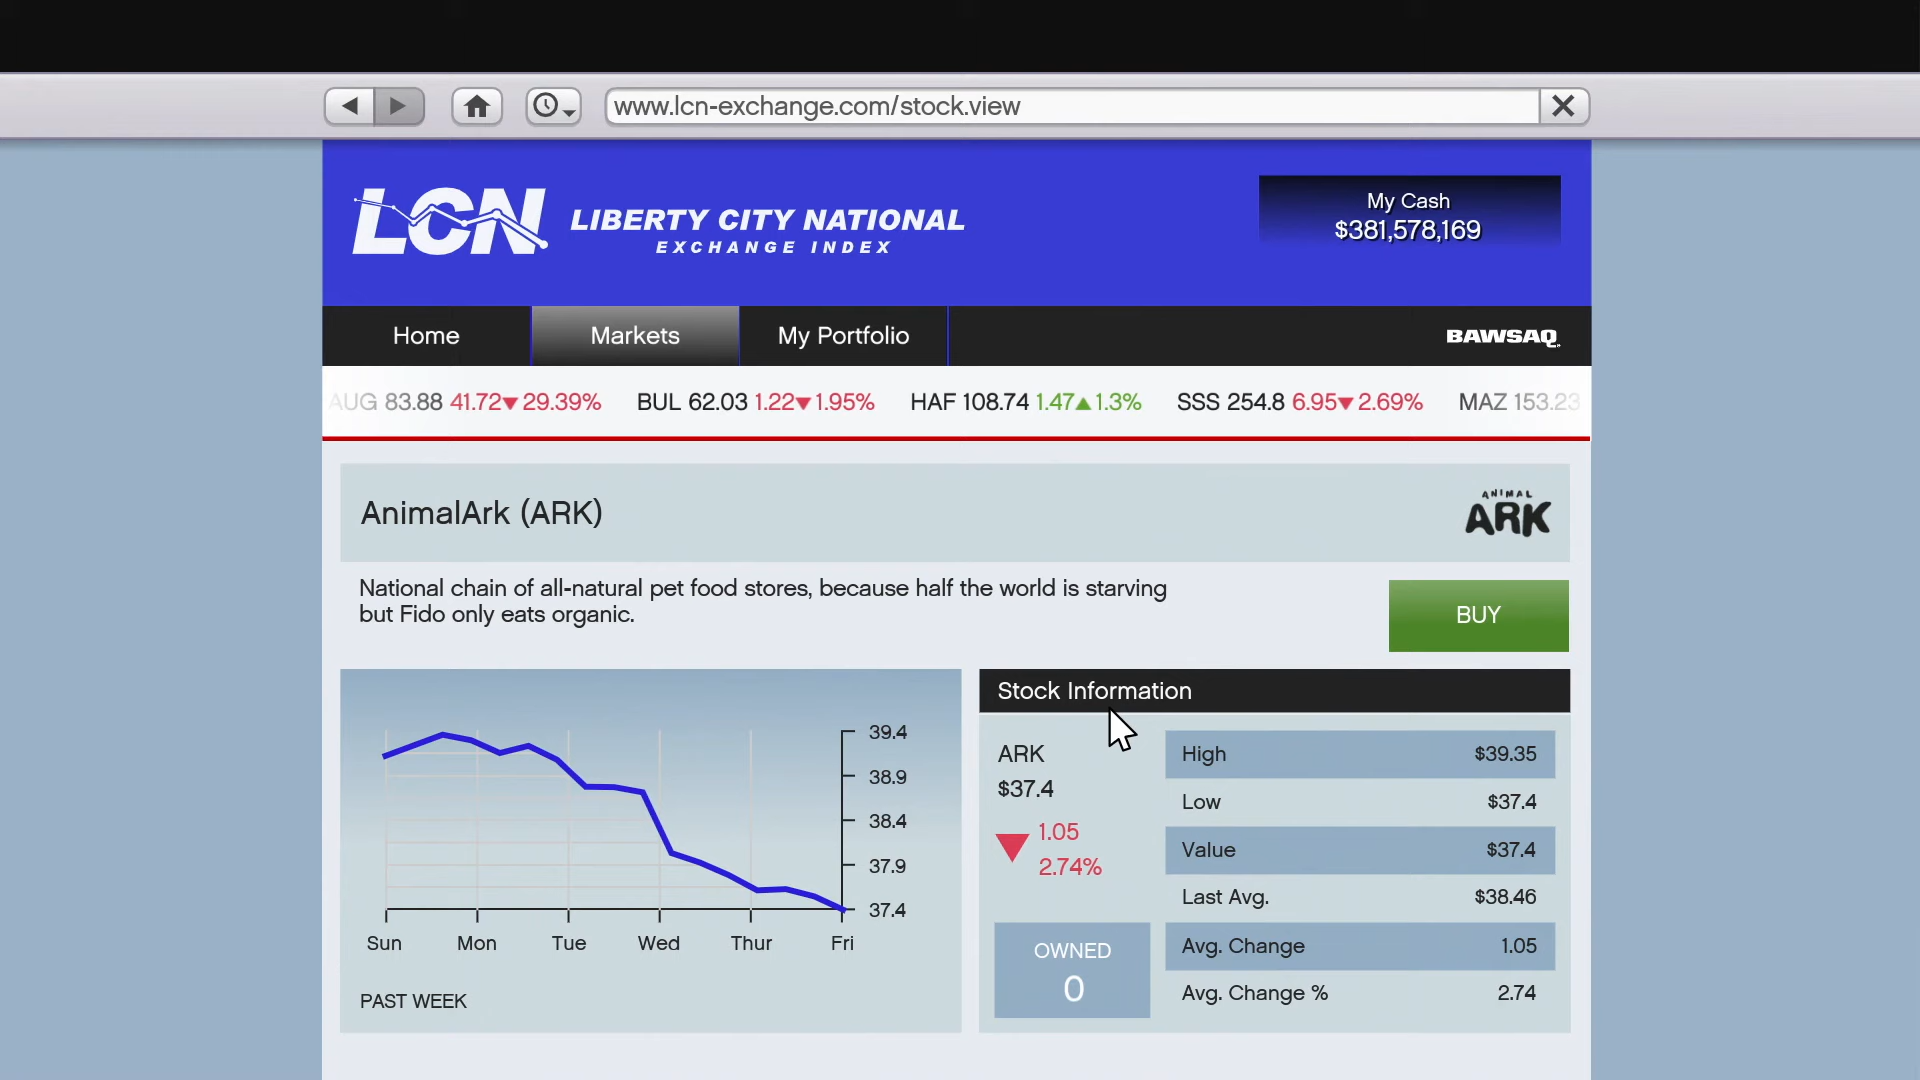 www.lcn-exchange.com/stock.view
LCN LIBERTY CITY NATIONAL
EXCHANGE INDEX
My Cash
$381,578,169
Home Markets My Portfolio BAWSAQ
AUG 83.88 41.72▼29.39% BUL 62.03 1.22▼1.95% HAF 108.74 1.47▲1.3% SSS 254.8 6.95▼2.69% MAZ 153.23
AnimalArk (ARK)
ANIMAL
ARK
National chain of all-natural pet food stores, because half the world is starving
but Fido only eats organic.
BUY
39.4
38.9
38.4
37.9
37.4
Sun Mon Tue Wed Thur Fri
PAST WEEK
Stock Information
ARK
$37.4
▼ 1.05
2.74%
OWNED
0
High $39.35
Low $37.4
Value $37.4
Last Avg. $38.46
Avg. Change 1.05
Avg. Change % 2.74